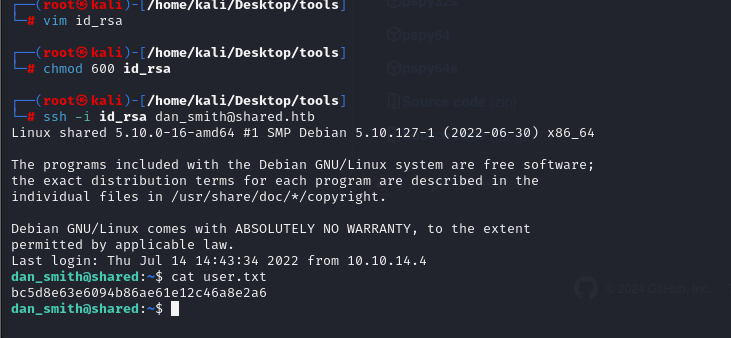 ┌──(root㉿kali)-[/home/kali/Desktop/tools]
└─# vim id_rsa
┌──(root㉿kali)-[/home/kali/Desktop/tools]
└─# chmod 600 id_rsa
┌──(root㉿kali)-[/home/kali/Desktop/tools]
└─# ssh -i id_rsa dan_smith@shared.htb
Linux shared 5.10.0-16-amd64 #1 SMP Debian 5.10.127-1 (2022-06-30) x86_64
The programs included with the Debian GNU/Linux system are free software;
the exact distribution terms for each program are described in the
individual files in /usr/share/doc/*/copyright.
Debian GNU/Linux comes with ABSOLUTELY NO WARRANTY, to the extent
permitted by applicable law.
Last login: Thu Jul 14 14:43:34 2022 from 10.10.14.4
dan_smith@shared:~$ cat user.txt
bc5d8e63e6094b86ae61e12c46a8e2a6
dan_smith@shared:~$
pspy64
pspy64s
Source code (zip)
© 2024 GitHub, Inc.